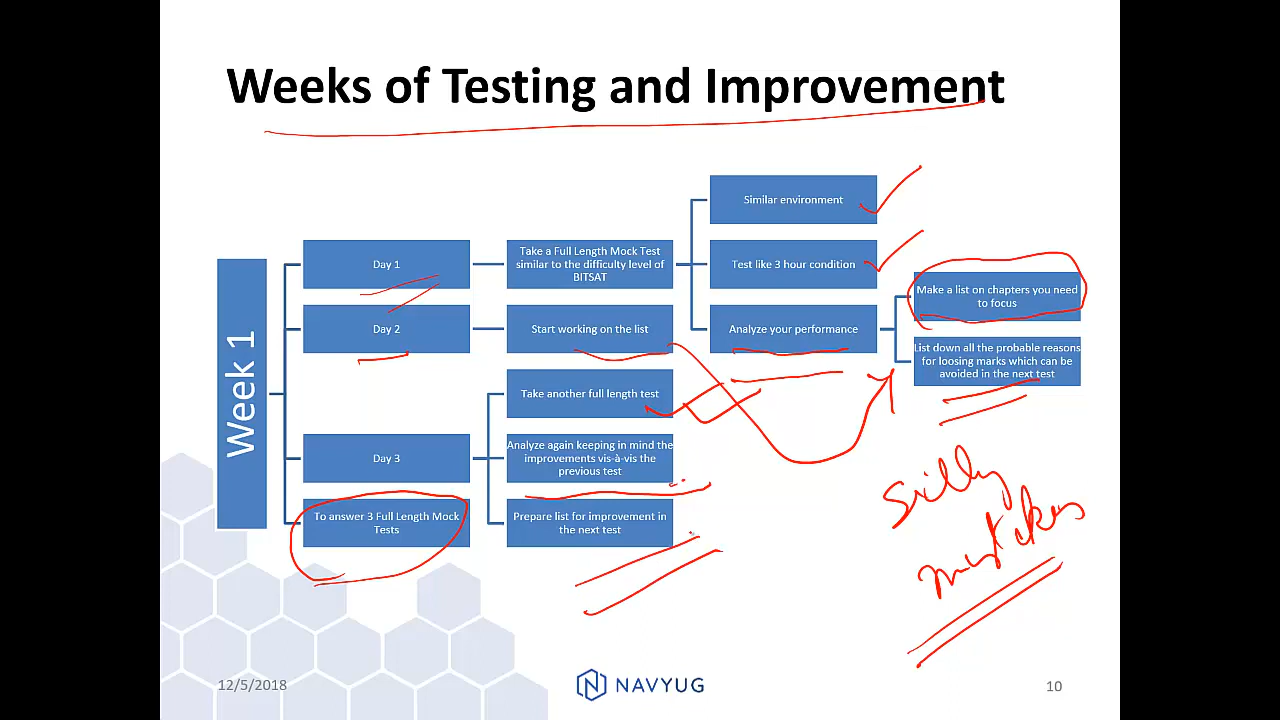 Weeks of Testing and Improvement
Week 1
Day 1
Take a Full Length Mock Test
similar to the difficulty level of
BITSAT
Similar environment
Test like 3 hour condition
Analyze your performance
Make a list on chapters you need
to focus
List down all the probable reasons
for loosing marks which can be
avoided in the next test
Day 2
Start working on the list
Day 3
Take another full length test
Analyze again keeping in mind the
improvements vis-à-vis the
previous test
Prepare list for improvement in
the next test
To answer 3 Full Length Mock
Tests
silly
mistakes
12/5/2018
NAVYUG
10